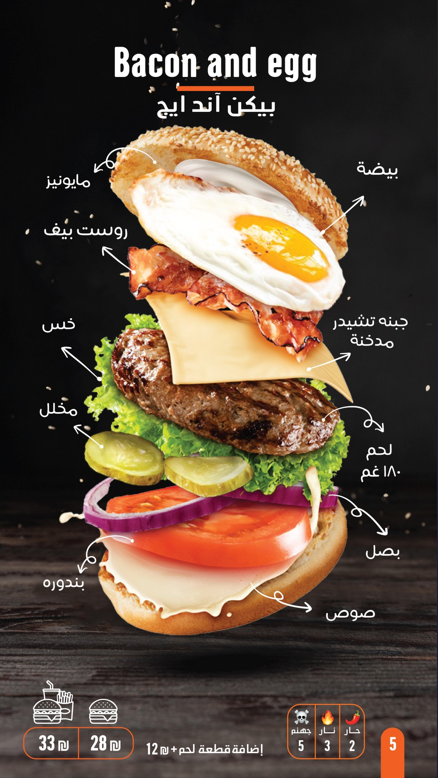 Bacon and egg
بيكن آند ايج
مايونيز
بيضة
روست بيف
جبنه تشيدر
مدخنة
خس
مخلل
لحم
١٨٠ غم
بصل
بندوره
صوص
33 ₪
28 ₪
إضافة قطعة لحم + ₪ 12
جهنم
نار
حار
5
3
2
5